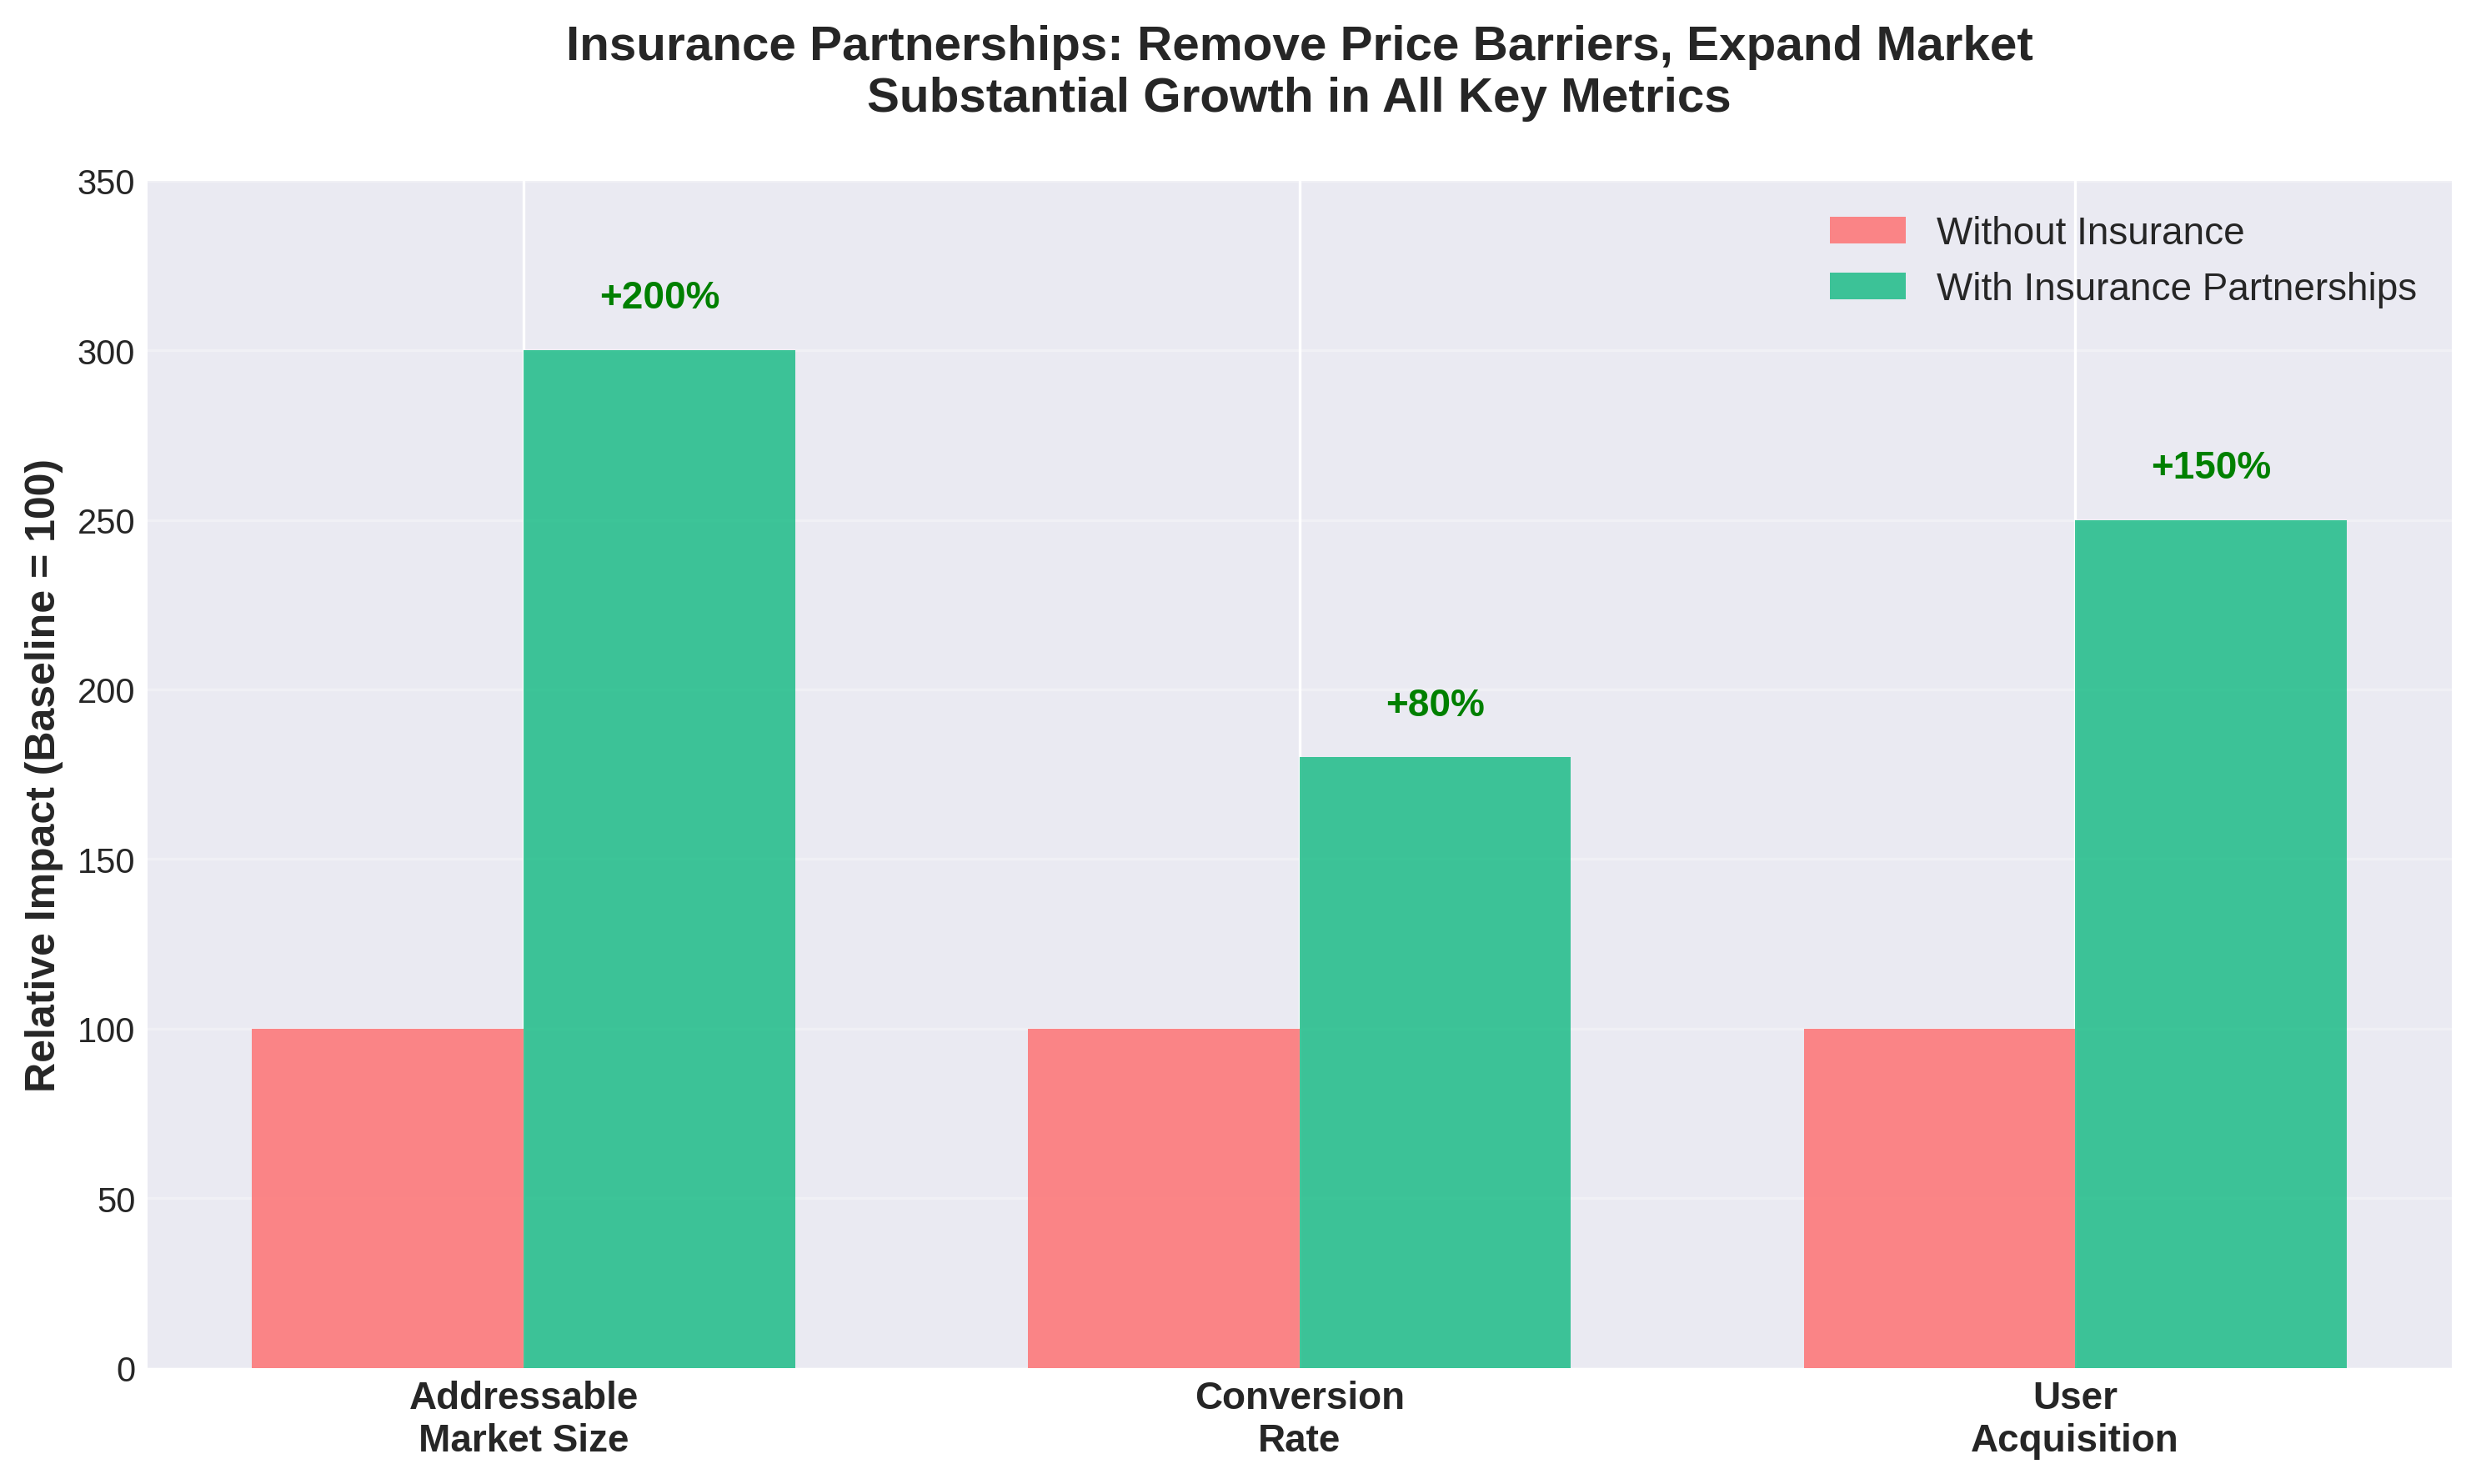 Insurance Partnerships: Remove Price Barriers, Expand Market
Substantial Growth in All Key Metrics
Relative Impact (Baseline = 100)
350
300
250
200
150
100
50
0
Without Insurance
With Insurance Partnerships
+200%
+80%
+150%
Addressable
Market Size
Conversion
Rate
User
Acquisition